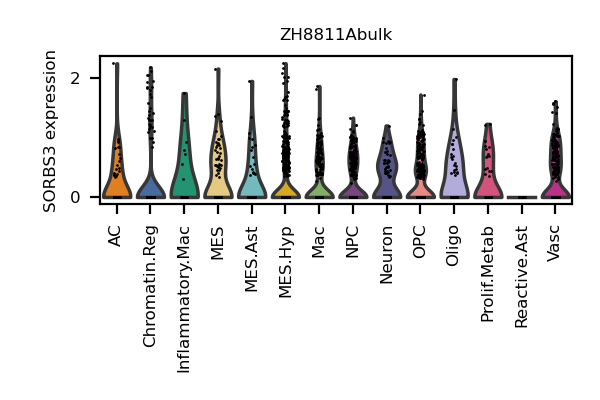 ZH8811Abulk
SORBS3 expression
2
0
AC
Chromatin.Reg
Inflammatory.Mac
MES
MES.Ast
MES.Hyp
Mac
NPC
Neuron
OPC
Oligo
Prolif.Metab
Reactive.Ast
Vasc